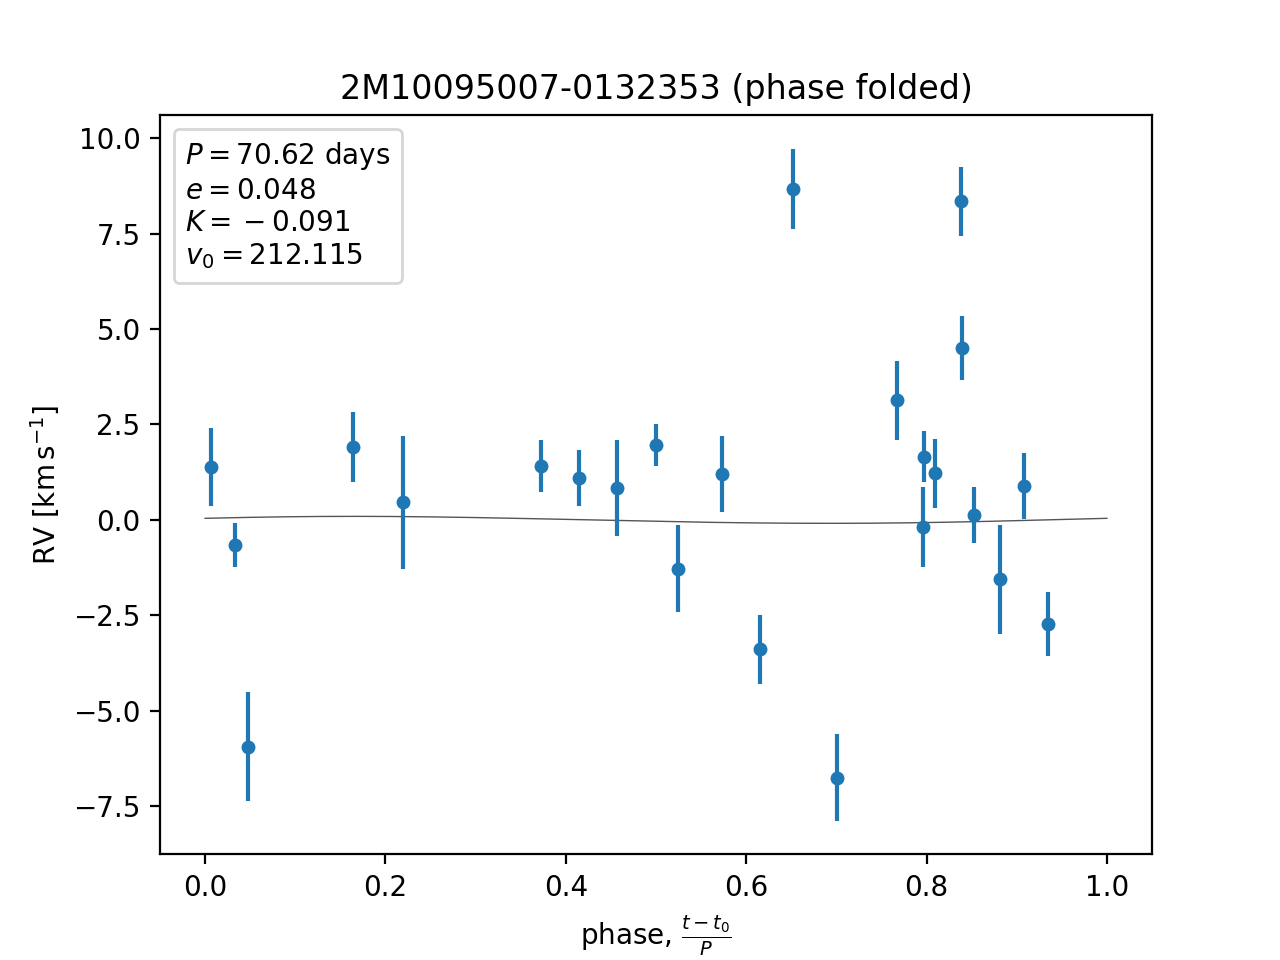 2M10095007-0132353 (phase folded)
P = 70.62 days
e = 0.048
K = −0.091
v₀ = 212.115
10.0
7.5
5.0
2.5
0.0
−2.5
−5.0
−7.5
RV [km s⁻¹]
0.0 0.2 0.4 0.6 0.8 1.0
phase, (t − t₀)/P